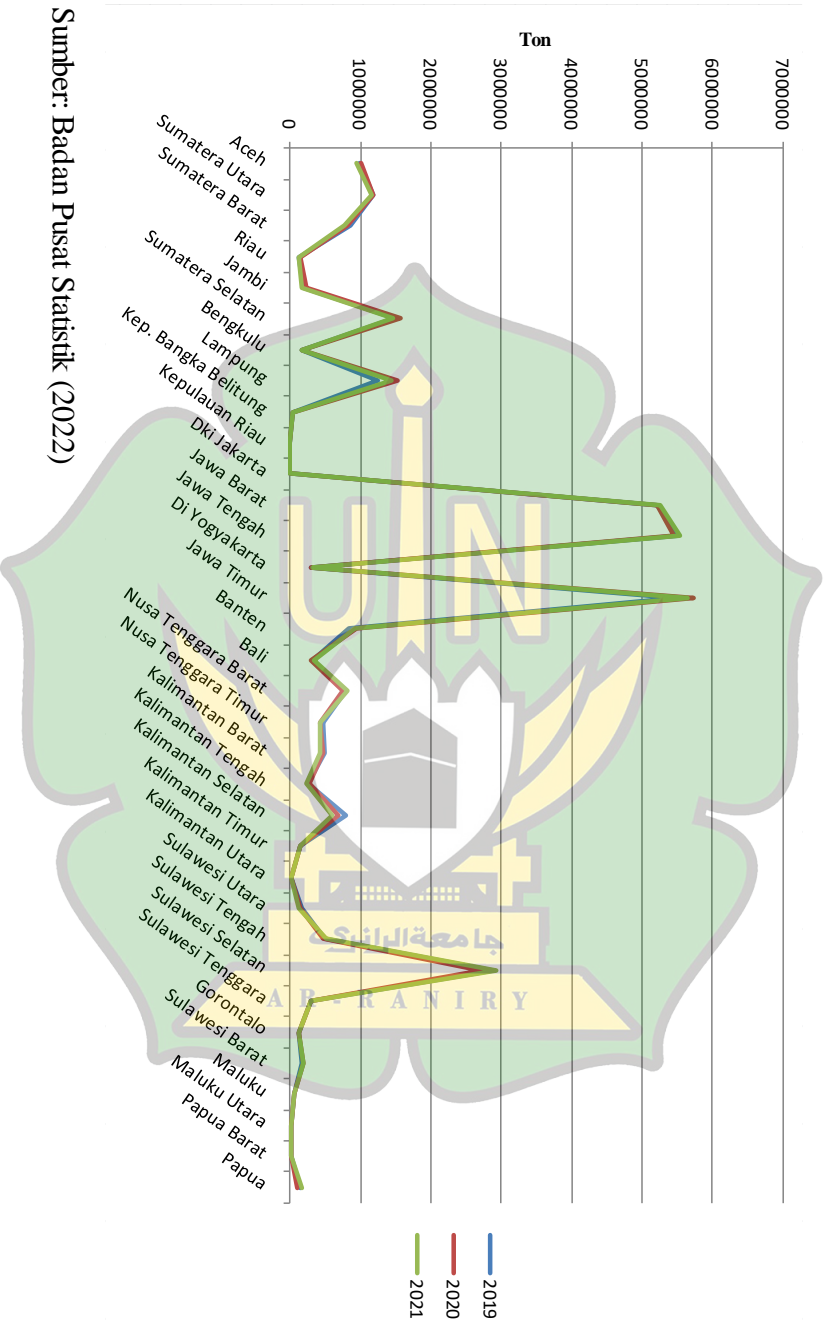 Ton
7000000
6000000
5000000
4000000
3000000
2000000
1000000
0
Aceh
Sumatera Utara
Sumatera Barat
Riau
Jambi
Sumatera Selatan
Bengkulu
Lampung
Kep. Bangka Belitung
Kepulauan Riau
Dki Jakarta
Jawa Barat
Jawa Tengah
Di Yogyakarta
Jawa Timur
Banten
Bali
Nusa Tenggara Barat
Nusa Tenggara Timur
Kalimantan Barat
Kalimantan Tengah
Kalimantan Selatan
Kalimantan Timur
Kalimantan Utara
Sulawesi Utara
Sulawesi Tengah
Sulawesi Selatan
Sulawesi Tenggara
Gorontalo
Sulawesi Barat
Maluku
Maluku Utara
Papua Barat
Papua
2019
2020
2021
UIN
جامعةالرانري
AR-RANIRY
Sumber: Badan Pusat Statistik (2022)